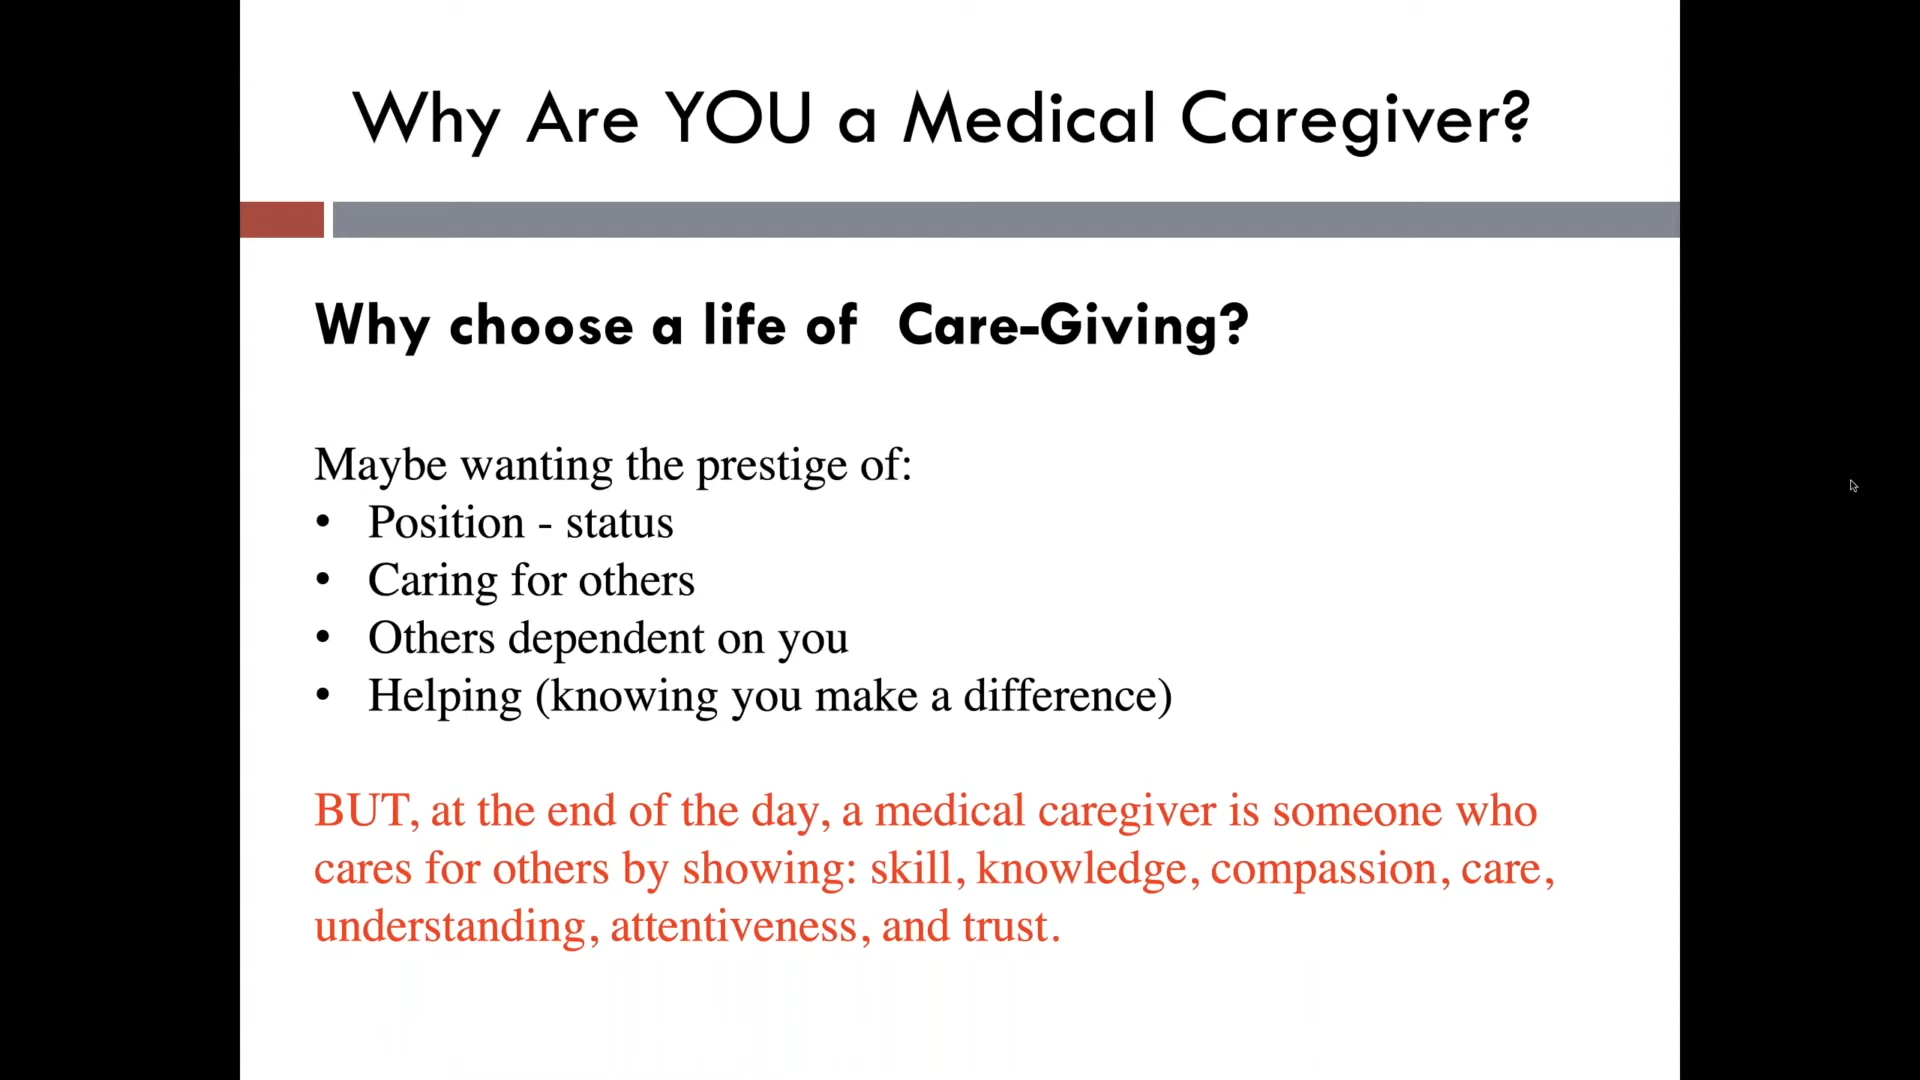 Why Are YOU a Medical Caregiver?
Why choose a life of  Care-Giving?
Maybe wanting the prestige of:
• Position - status
• Caring for others
• Others dependent on you
• Helping (knowing you make a difference)
BUT, at the end of the day, a medical caregiver is someone who
cares for others by showing: skill, knowledge, compassion, care,
understanding, attentiveness, and trust.